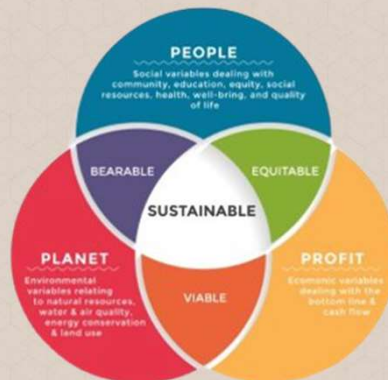 PEOPLE
Social variables dealing with
community, education, equity, social
resources, health, well-bring, and quality
of life
BEARABLE
EQUITABLE
SUSTAINABLE
PLANET
Environmental
variables relating
to natural resources,
water & air quality,
energy conservation
& land use
PROFIT
Economic variables
dealing with the
bottom line &
cash flow
VIABLE